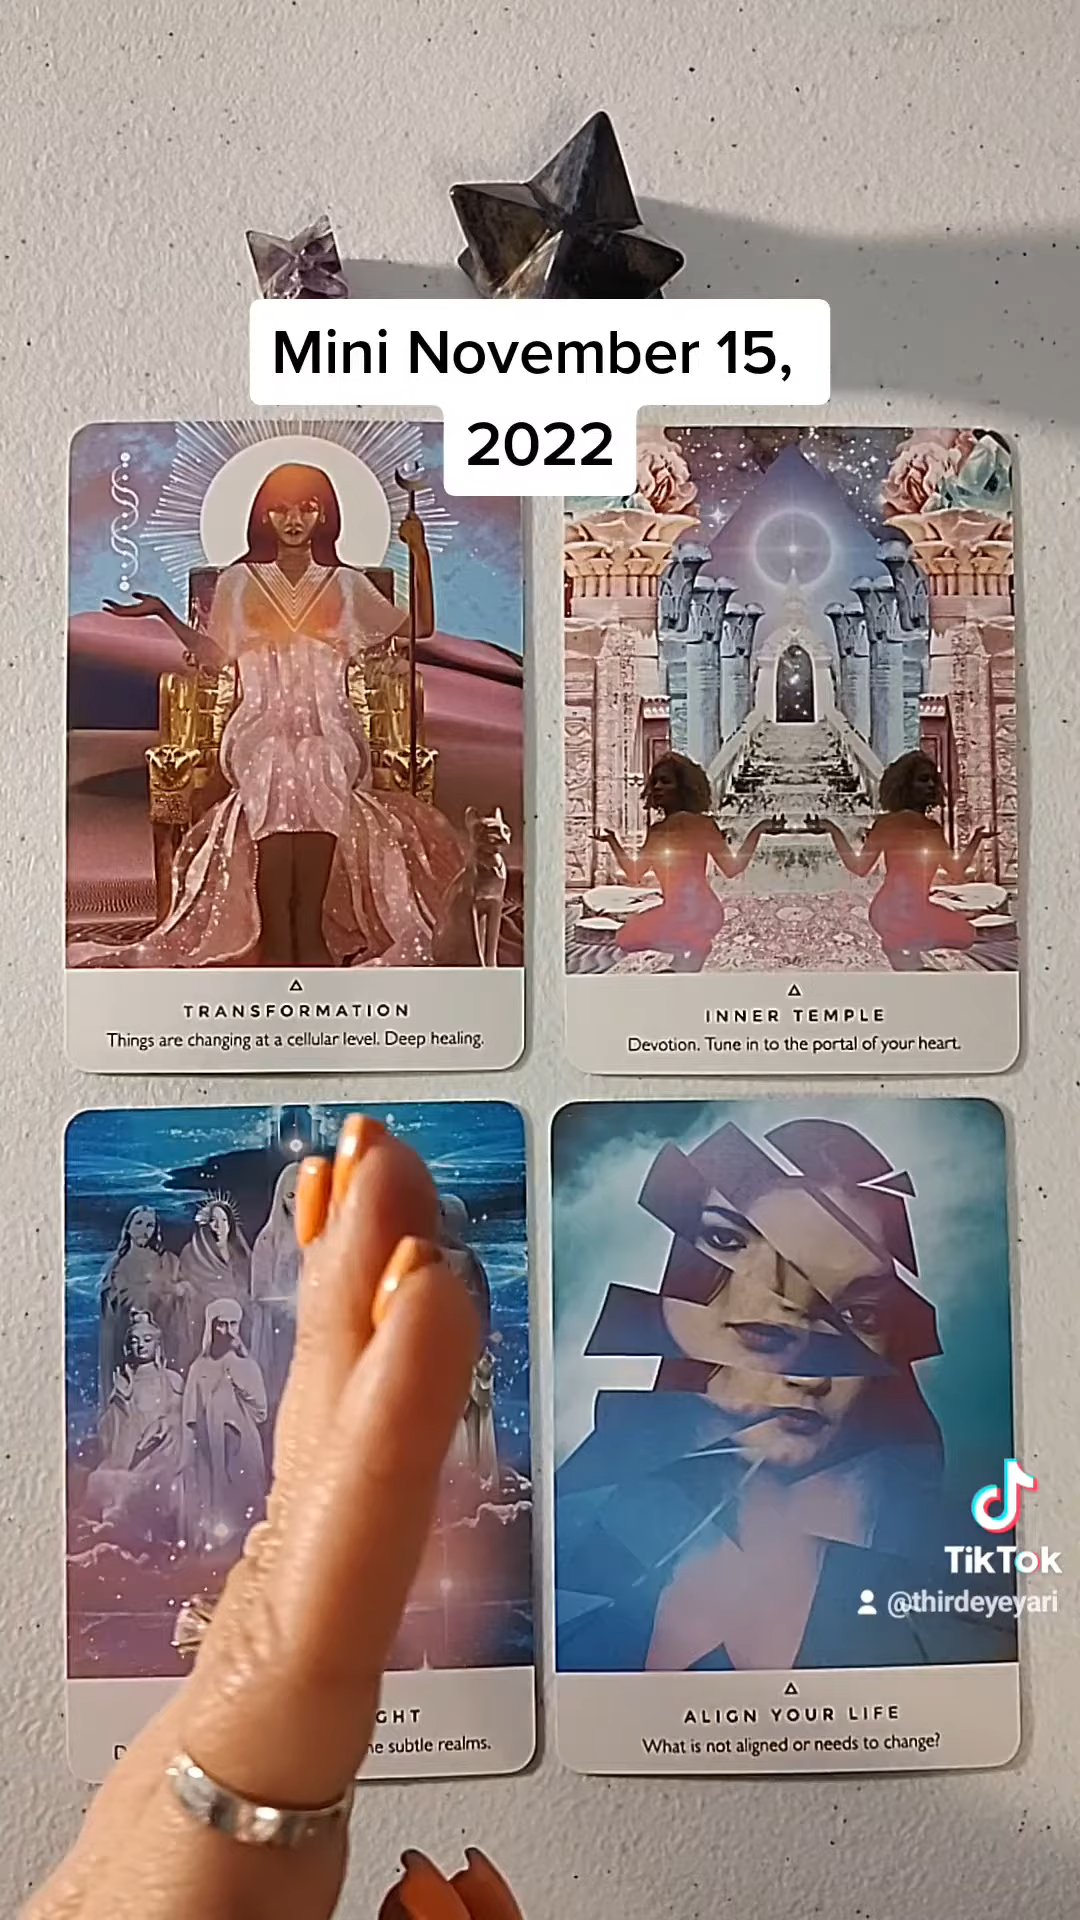 Mini November 15,
2022
TRANSFORMATION
Things are changing at a cellular level. Deep healing.
INNER TEMPLE
Devotion. Tune in to the portal of your heart.
GHT
he subtle realms.
ALIGN YOUR LIFE
What is not aligned or needs to change?
TikTok
@thirdeyeyari